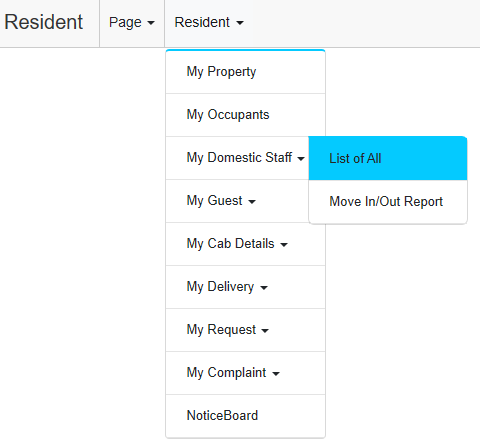 Resident Page Resident
My Property
My Occupants
My Domestic Staff List of All
Move In/Out Report
My Guest
My Cab Details
My Delivery
My Request
My Complaint
NoticeBoard